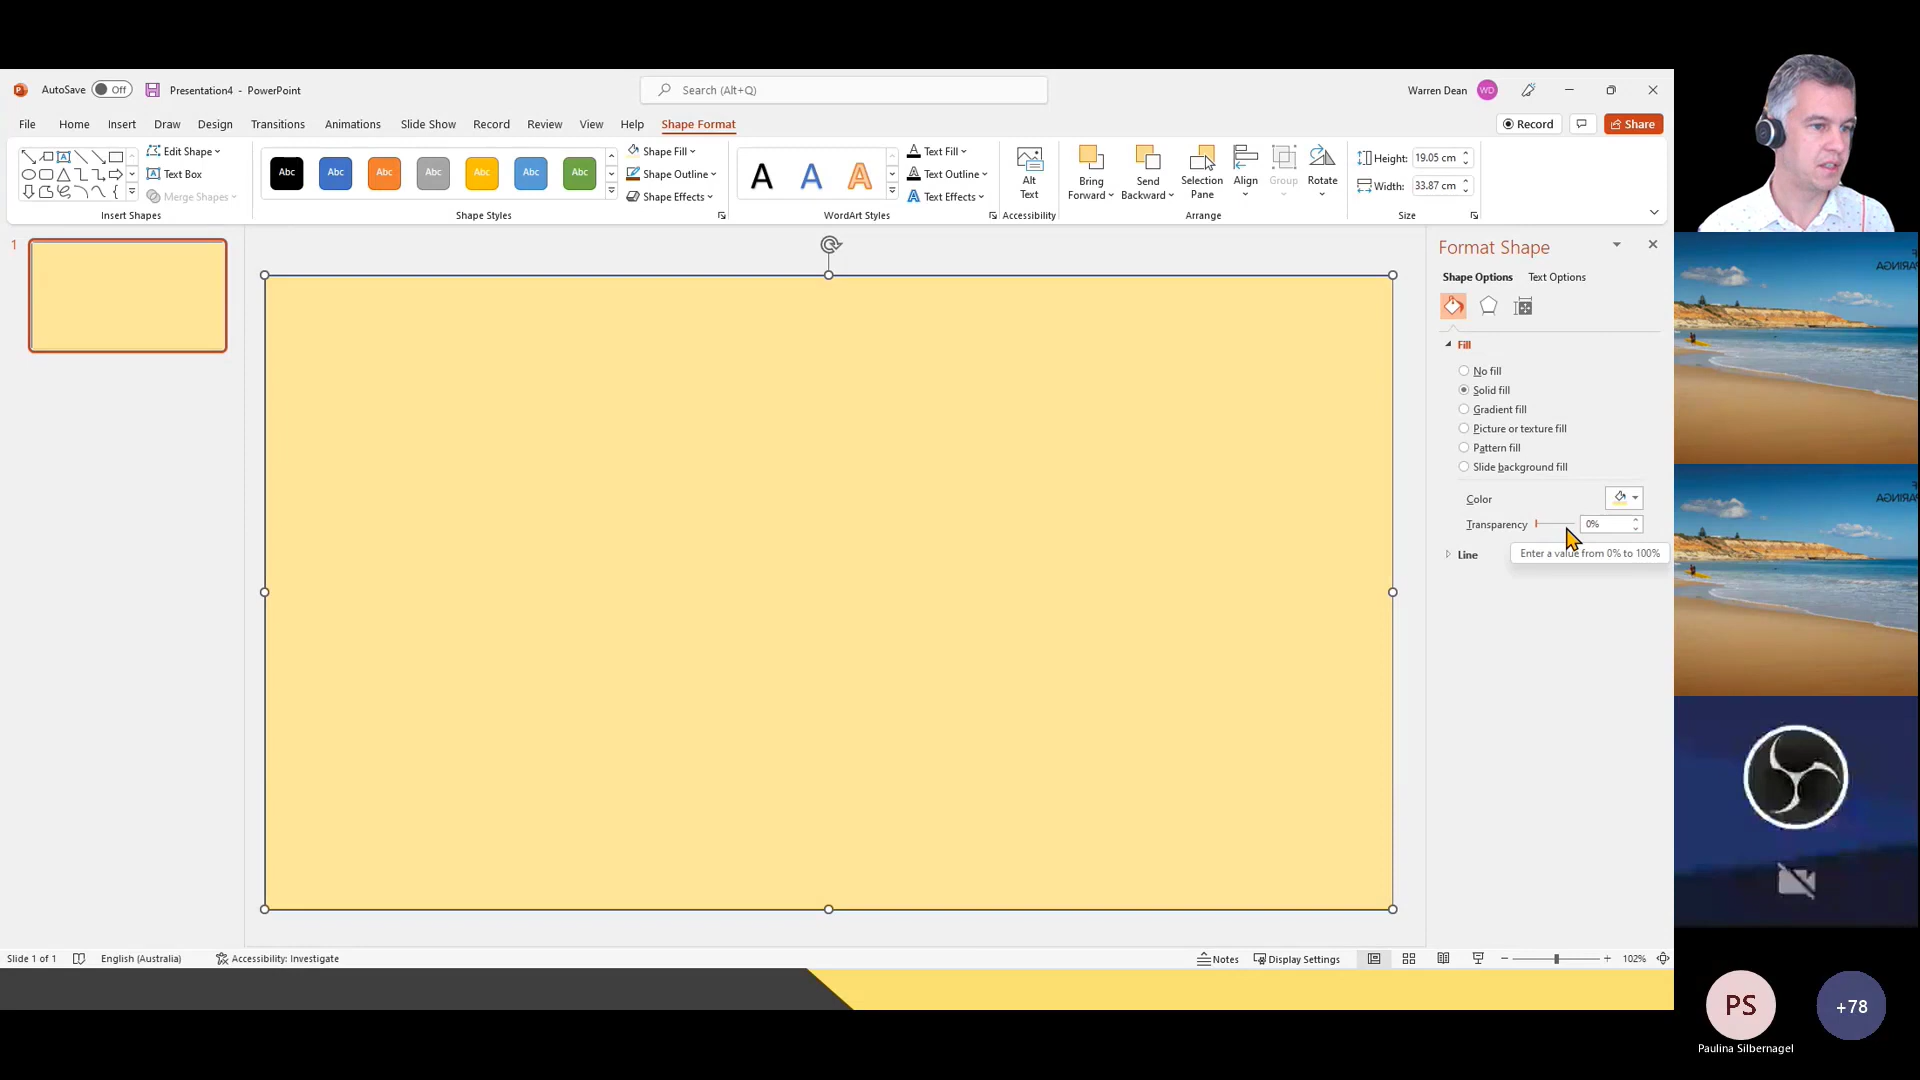 AutoSave Off Presentation4 - PowerPoint Search (Alt+Q) Warren Dean WD
File Home Insert Draw Design Transitions Animations Slide Show Record Review View Help Shape Format Record Share
Edit Shape
Text Box
Merge Shapes
Insert Shapes
Abc Abc Abc Abc Abc Abc Abc
Shape Styles
Shape Fill
Shape Outline
Shape Effects
A A A
WordArt Styles
Text Fill
Text Outline
Text Effects
Alt Text
Accessibility
Bring Forward
Send Backward
Selection Pane
Align
Group
Rotate
Arrange
Height: 19.05 cm
Width: 33.87 cm
Size
1
Format Shape
Shape Options Text Options
Fill
No fill
Solid fill
Gradient fill
Picture or texture fill
Pattern fill
Slide background fill
Color
Transparency 0%
Enter a value from 0% to 100%
Line
Slide 1 of 1 English (Australia) Accessibility: Investigate Notes Display Settings 102%
PS
+78
Paulina Silbernagel